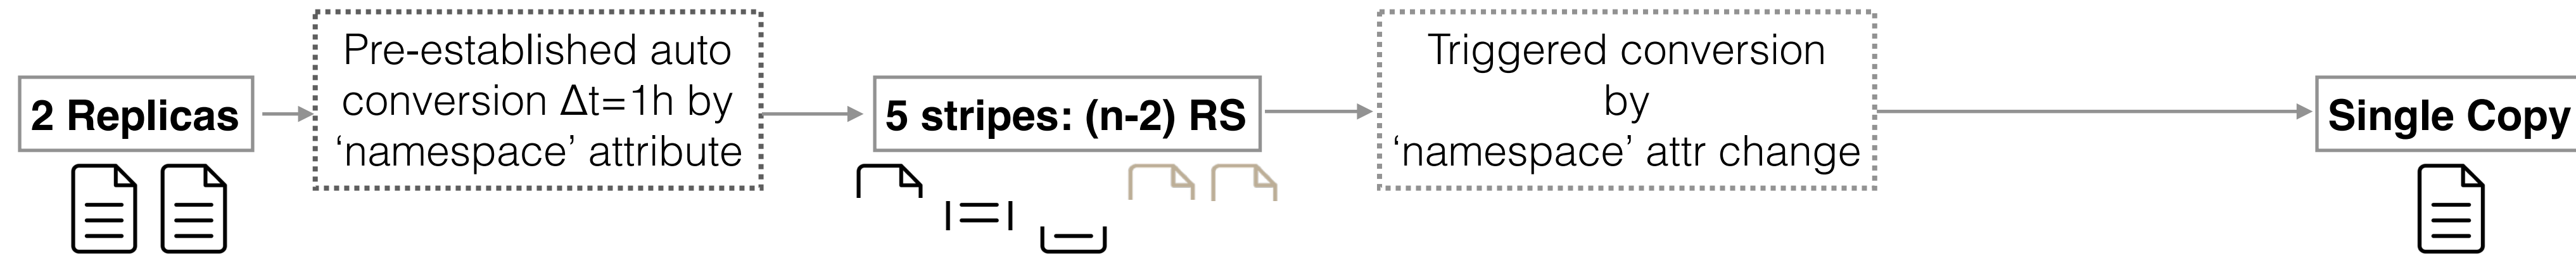 2 Replicas
Pre-established auto
conversion Δt=1h by
‘namespace’ attribute
5 stripes: (n-2) RS
Triggered conversion
by
‘namespace’ attr change
Single Copy